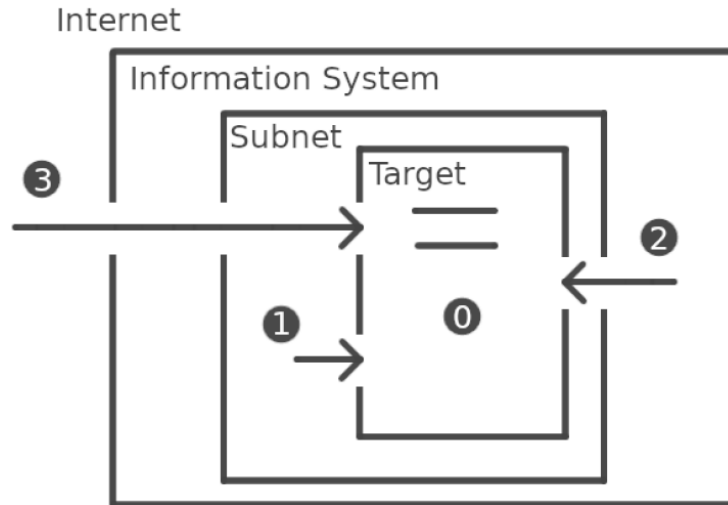 Internet
Information System
Subnet
Target
3
2
1
0